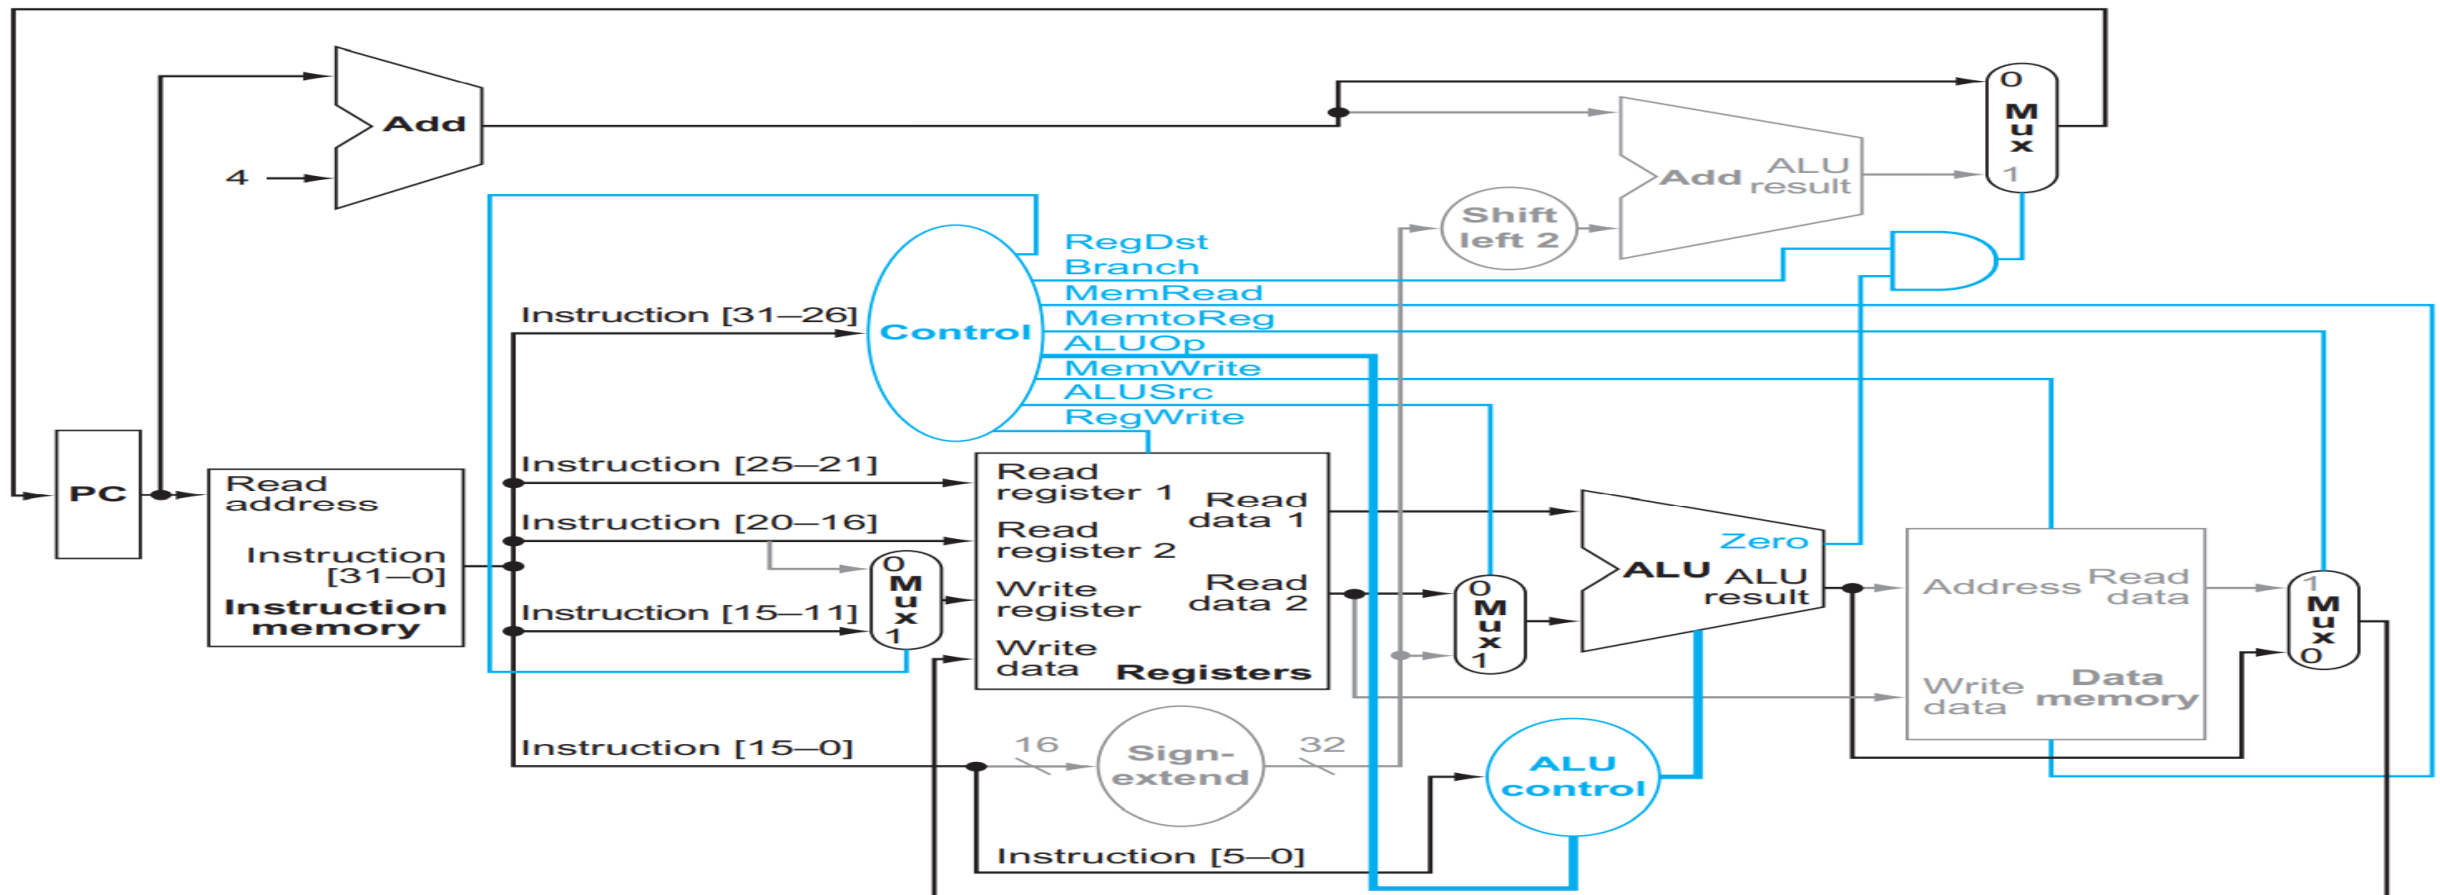 Add
4
0
M
u
x
1
Add
ALU
result
Shift
left 2
RegDst
Branch
MemRead
MemtoReg
ALUOp
MemWrite
ALUSrc
RegWrite
Control
Instruction [31–26]
Instruction [25–21]
Instruction [20–16]
Instruction [15–11]
Instruction [15–0]
Instruction [5–0]
PC
Read
address
Instruction
[31–0]
Instruction
memory
0
M
u
x
1
Read
register 1
Read
register 2
Write
register
Write
data
Read
data 1
Read
data 2
Registers
0
M
u
x
1
Zero
ALU
ALU
result
Address
Read
data
Write
data
Data
memory
1
M
u
x
0
16
Sign-
extend
32
ALU
control